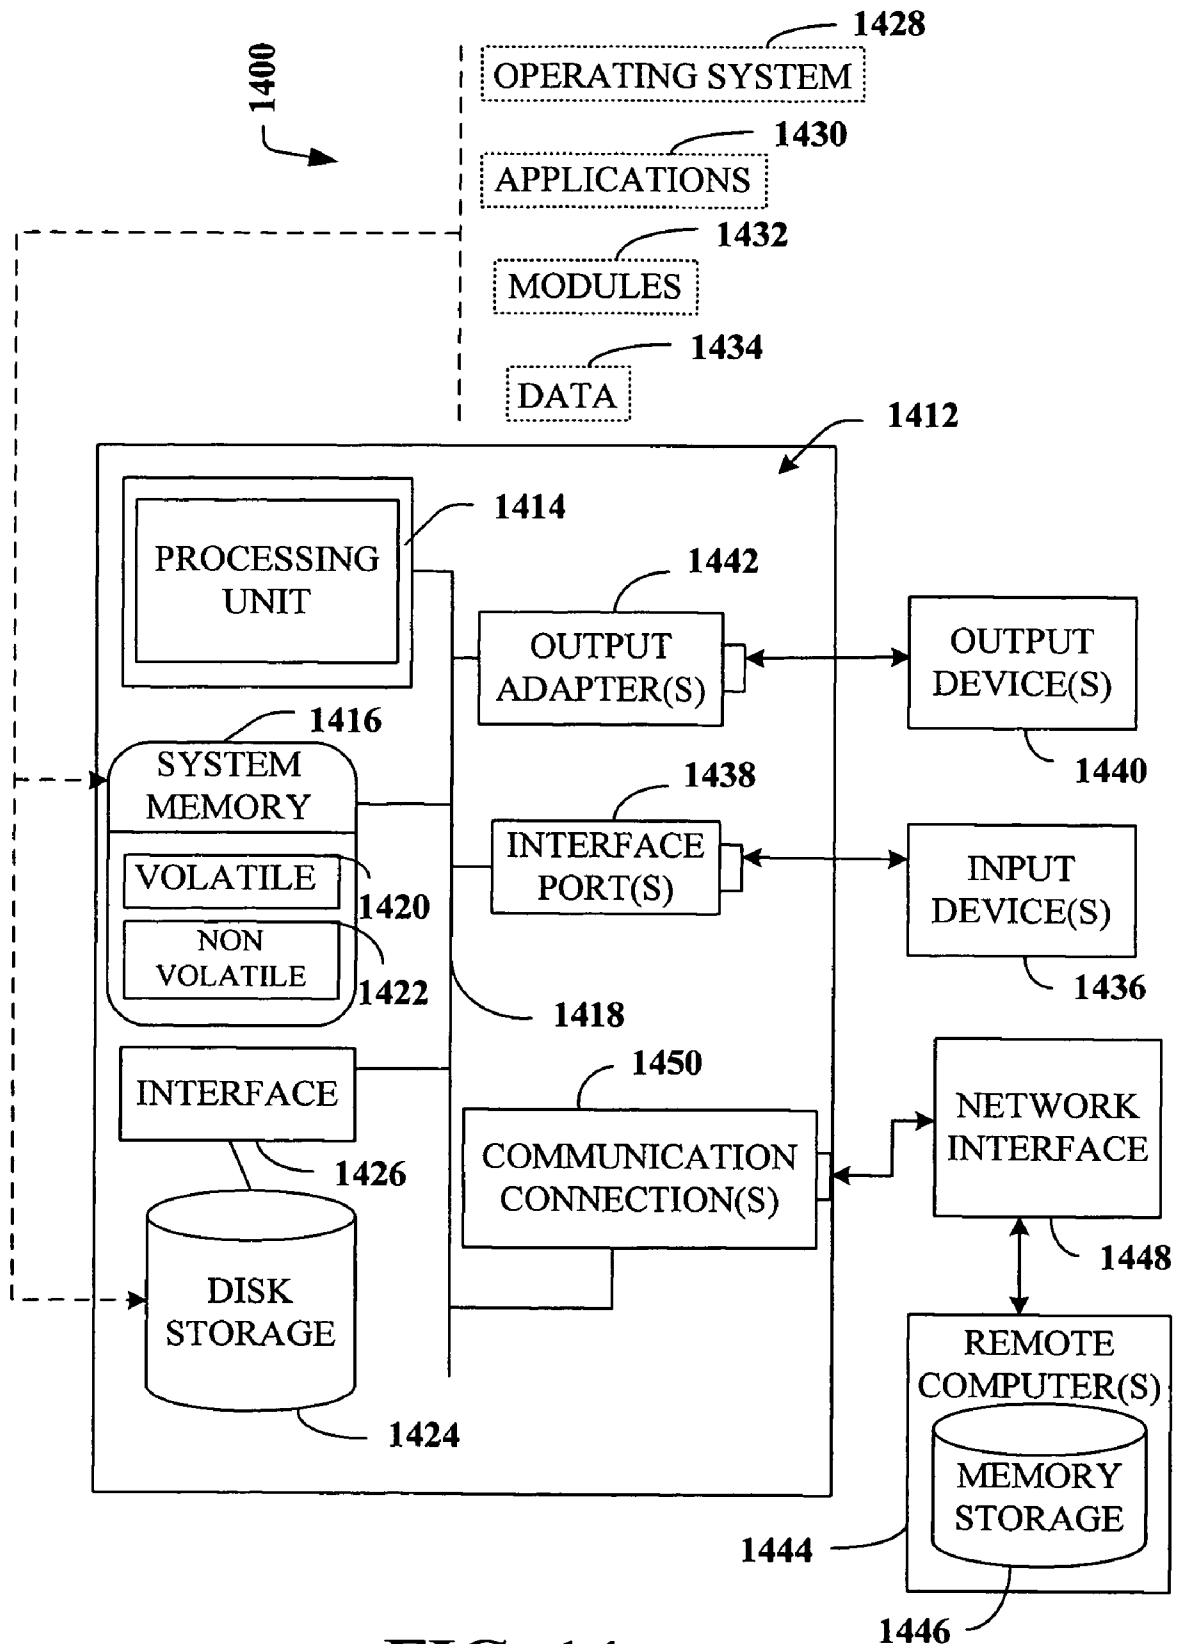 1400
1428
OPERATING SYSTEM
1430
APPLICATIONS
1432
MODULES
1434
DATA
1412
1414
PROCESSING
UNIT
1442
OUTPUT
ADAPTER(S)
OUTPUT
DEVICE(S)
1440
1416
SYSTEM
MEMORY
VOLATILE
1420
NON
VOLATILE
1422
1438
INTERFACE
PORT(S)
INPUT
DEVICE(S)
1436
1418
INTERFACE
1426
1450
COMMUNICATION
CONNECTION(S)
NETWORK
INTERFACE
1448
DISK
STORAGE
1424
REMOTE
COMPUTER(S)
MEMORY
STORAGE
1444
1446